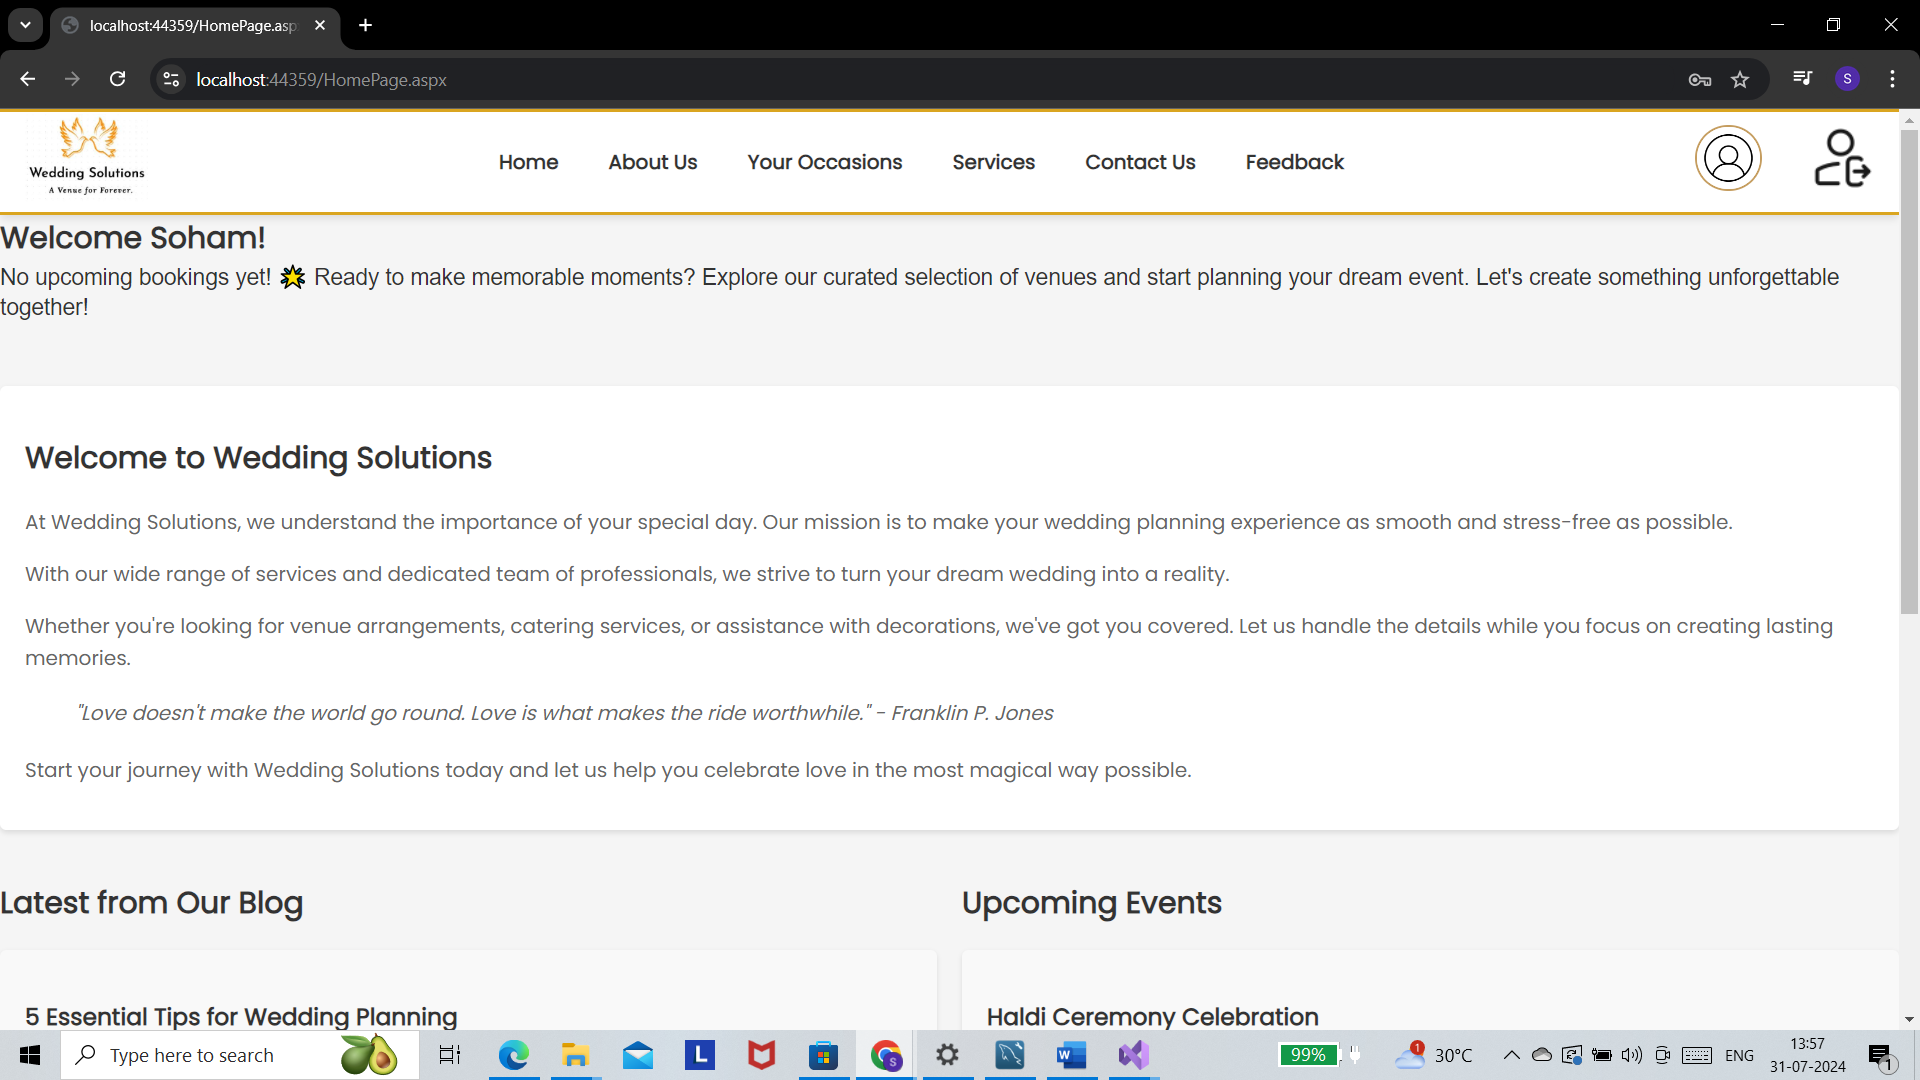 localhost:44359/HomePage.asp
localhost:44359/HomePage.aspx
S
Wedding Solutions
A Venue for Forever.
Home
About Us
Your Occasions
Services
Contact Us
Feedback
Welcome Soham!
No upcoming bookings yet! 🌟 Ready to make memorable moments? Explore our curated selection of venues and start planning your dream event. Let's create something unforgettable
together!
Welcome to Wedding Solutions
At Wedding Solutions, we understand the importance of your special day. Our mission is to make your wedding planning experience as smooth and stress-free as possible.
With our wide range of services and dedicated team of professionals, we strive to turn your dream wedding into a reality.
Whether you're looking for venue arrangements, catering services, or assistance with decorations, we've got you covered. Let us handle the details while you focus on creating lasting
memories.
"Love doesn't make the world go round. Love is what makes the ride worthwhile." - Franklin P. Jones
Start your journey with Wedding Solutions today and let us help you celebrate love in the most magical way possible.
Latest from Our Blog
Upcoming Events
5 Essential Tips for Wedding Planning
Haldi Ceremony Celebration
Type here to search
L
S
W
99%
1
30°C
ENG
13:57
31-07-2024
1